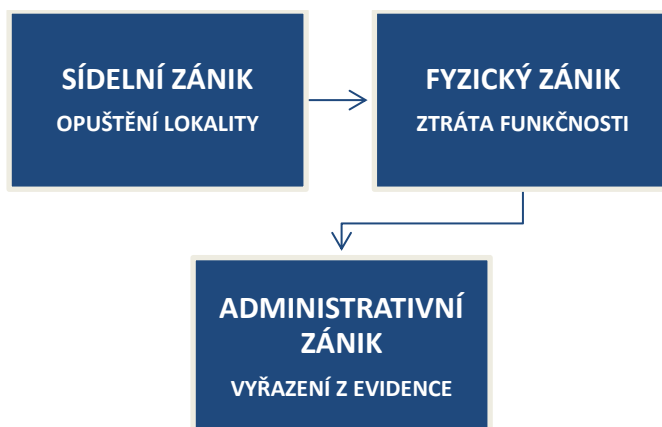 SÍDELNÍ ZÁNIK
OPUŠTĚNÍ LOKALITY
FYZICKÝ ZÁNIK
ZTRÁTA FUNKČNOSTI
ADMINISTRATIVNÍ
ZÁNIK
VYŘAZENÍ Z EVIDENCE